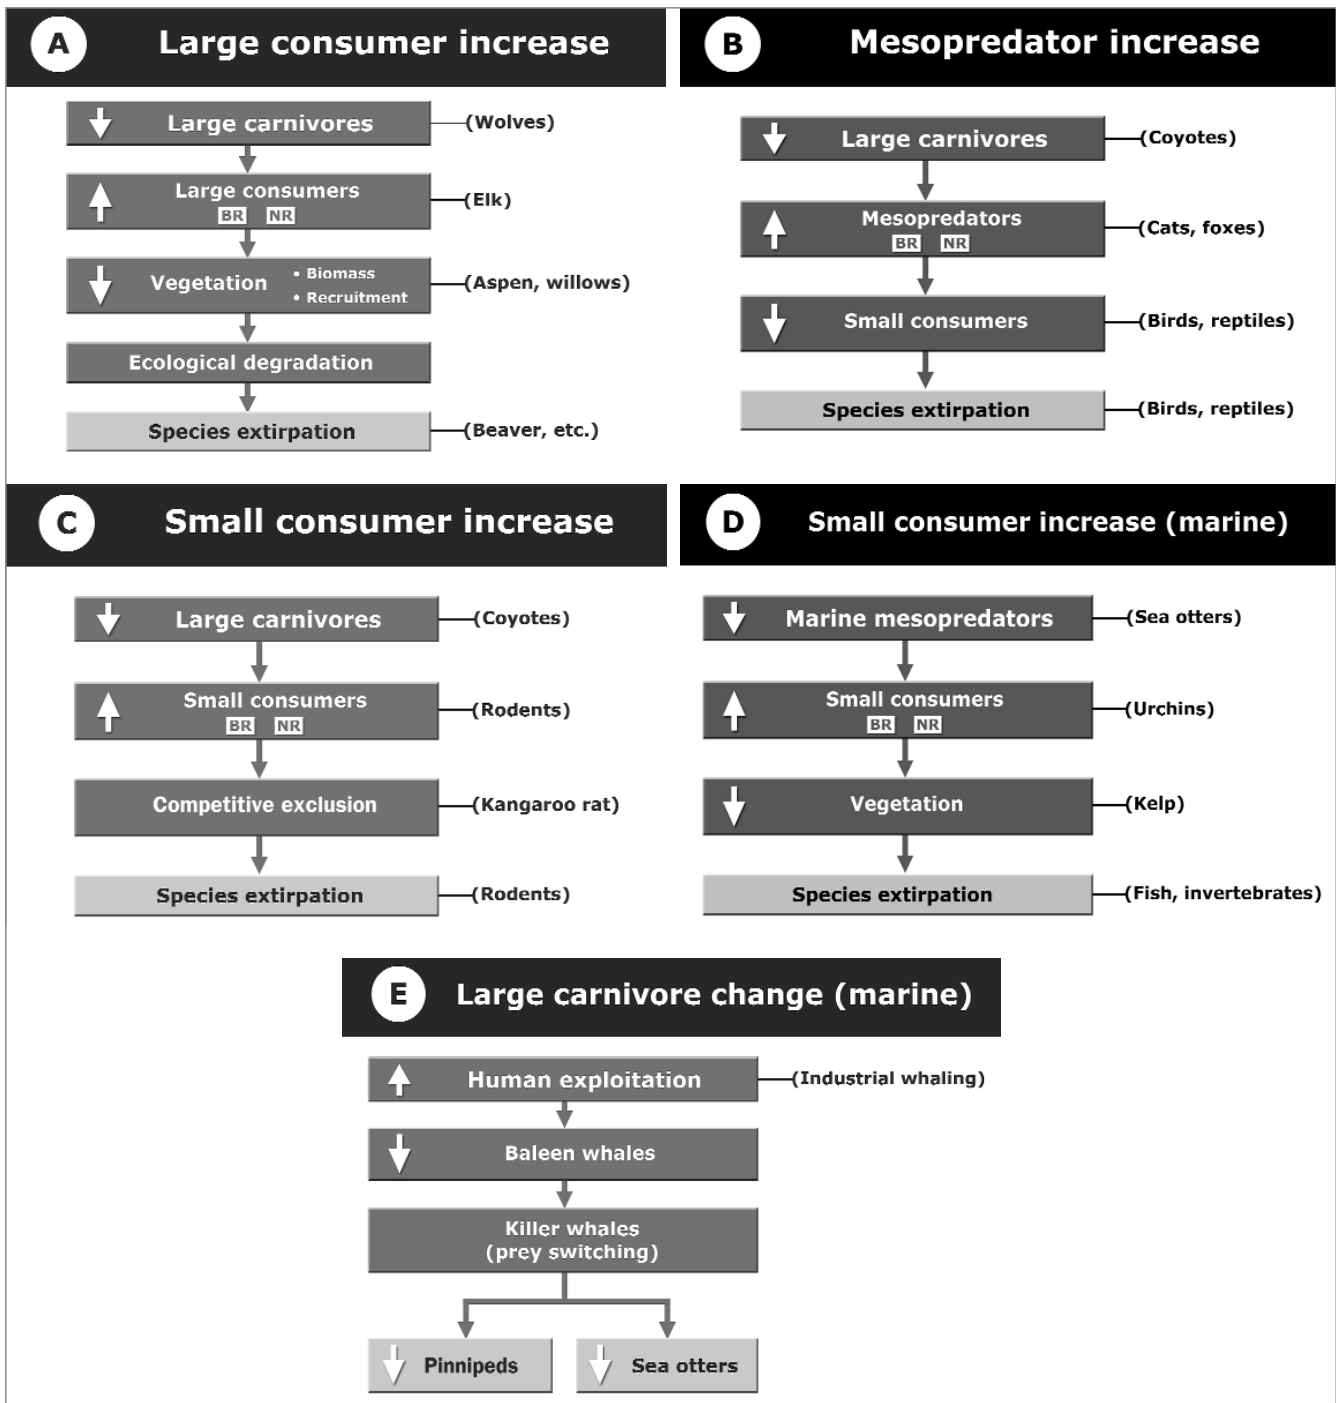 A Large consumer increase
Large carnivores (Wolves)
Large consumers
BR NR
(Elk)
Vegetation
• Biomass
• Recruitment
(Aspen, willows)
Ecological degradation
Species extirpation (Beaver, etc.)
B Mesopredator increase
Large carnivores (Coyotes)
Mesopredators
BR NR
(Cats, foxes)
Small consumers (Birds, reptiles)
Species extirpation (Birds, reptiles)
C Small consumer increase
Large carnivores (Coyotes)
Small consumers
BR NR
(Rodents)
Competitive exclusion (Kangaroo rat)
Species extirpation (Rodents)
D Small consumer increase (marine)
Marine mesopredators (Sea otters)
Small consumers
BR NR
(Urchins)
Vegetation (Kelp)
Species extirpation (Fish, invertebrates)
E Large carnivore change (marine)
Human exploitation (Industrial whaling)
Baleen whales
Killer whales
(prey switching)
Pinnipeds
Sea otters